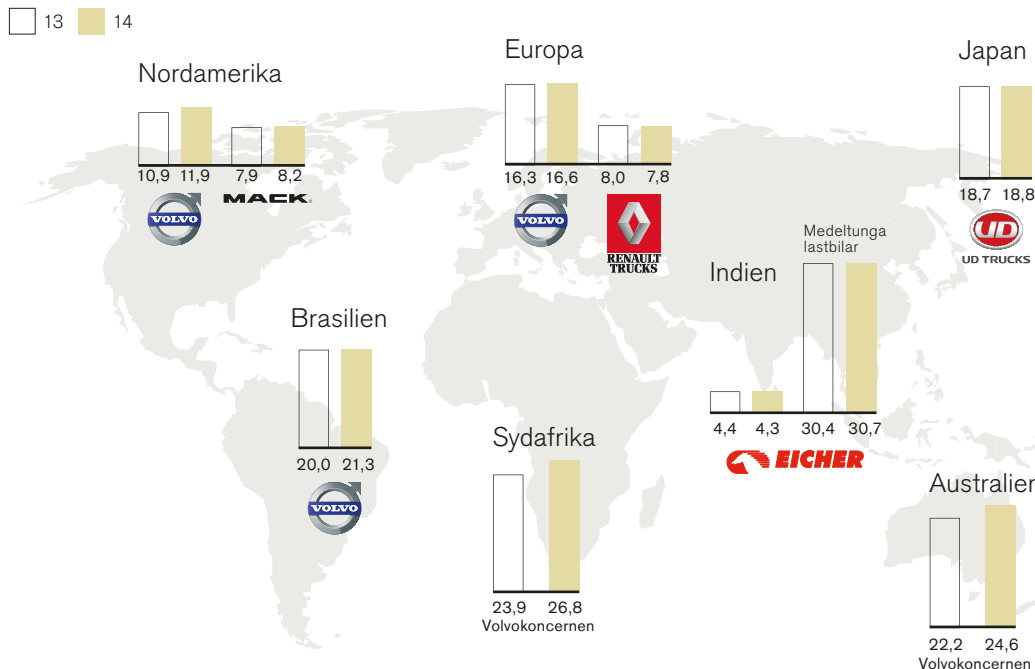 13 14
Nordamerika
10,9 11,9 7,9 8,2
VOLVO MACK
Europa
16,3 16,6 8,0 7,8
VOLVO RENAULT
TRUCKS
Japan
18,7 18,8
UD
UD TRUCKS
Medeltunga
lastbilar
Indien
4,4 4,3 30,4 30,7
EICHER
Brasilien
20,0 21,3
VOLVO
Sydafrika
23,9 26,8
Volvokoncernen
Australien
22,2 24,6
Volvokoncernen